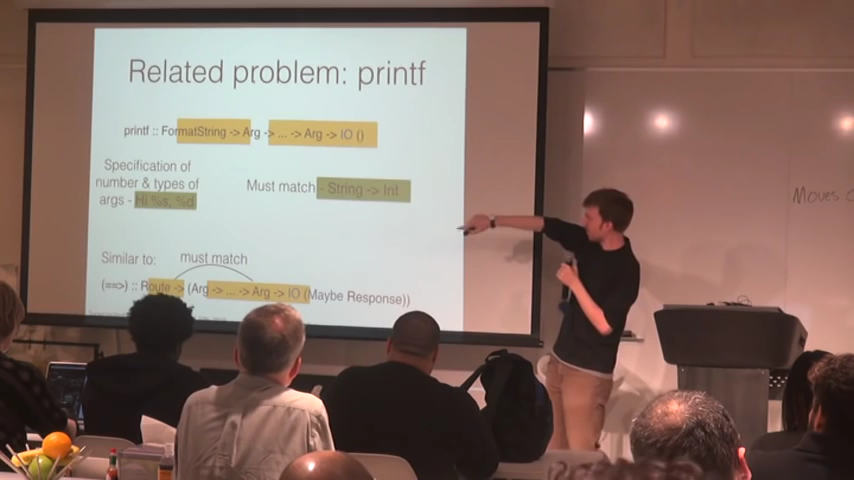 Related problem: printf
printf :: FormatString -> Arg -> ... -> Arg -> IO ()
Specification of
number & types of
args - Hi %s, %d
Must match - String -> Int
Similar to:
must match
(==>) :: Route -> (Arg -> ... -> Arg -> IO (Maybe Response))
Moves